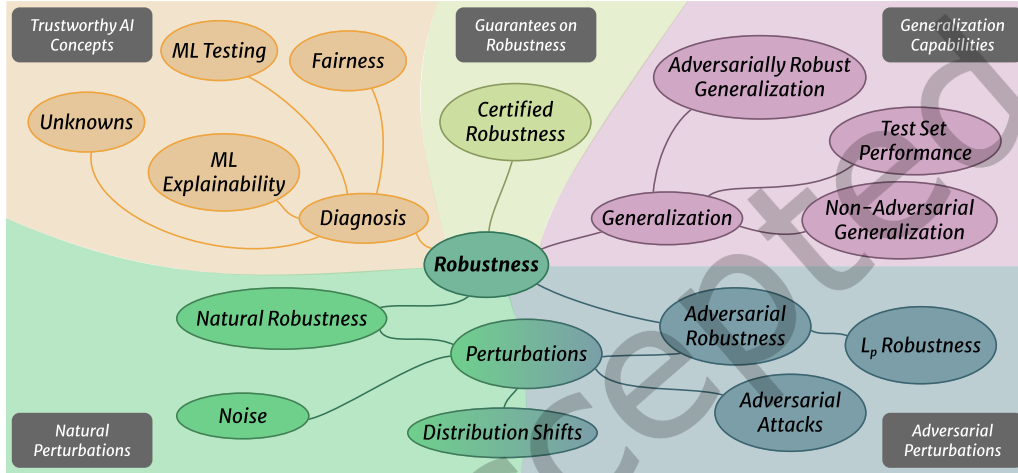 Trustworthy AI
Concepts
ML Testing
Fairness
Unknowns
ML
Explainability
Diagnosis
Guarantees on
Robustness
Certified
Robustness
Generalization
Capabilities
Adversarially Robust
Generalization
Test Set
Performance
Non-Adversarial
Generalization
Generalization
Robustness
Natural Robustness
Perturbations
Noise
Distribution Shifts
Natural
Perturbations
Adversarial
Robustness
Lp Robustness
Adversarial
Attacks
Adversarial
Perturbations
cepted